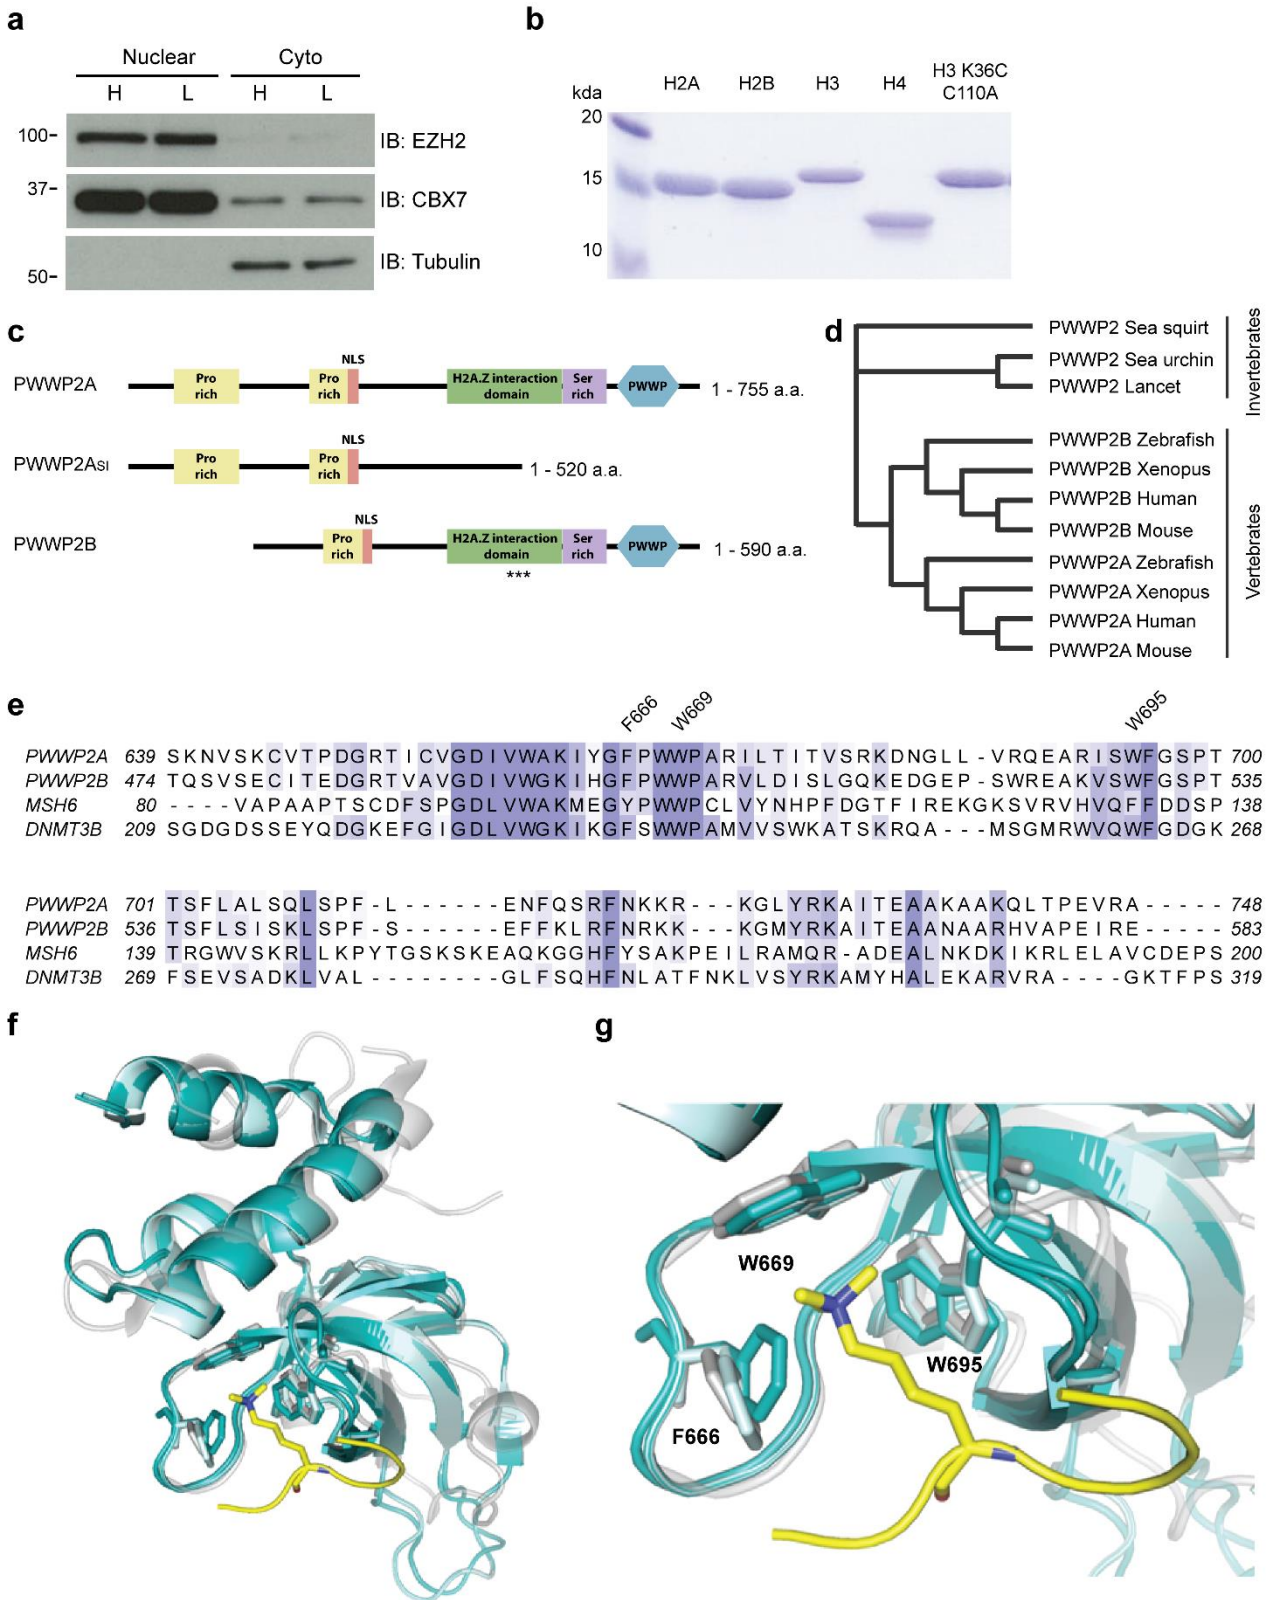 a
Nuclear Cyto
H L H L
100- IB: EZH2
37- IB: CBX7
50- IB: Tubulin
b
kda H2A H2B H3 H4 H3 K36C
C110A
20
15
10
c
PWWP2A Pro rich Pro rich NLS H2A.Z interaction domain Ser rich PWWP 1 - 755 a.a.
PWWP2ASI Pro rich Pro rich NLS 1 - 520 a.a.
PWWP2B Pro rich NLS H2A.Z interaction domain Ser rich PWWP 1 - 590 a.a.
***
d
PWWP2 Sea squirt
PWWP2 Sea urchin
PWWP2 Lancet
Invertebrates
PWWP2B Zebrafish
PWWP2B Xenopus
PWWP2B Human
PWWP2B Mouse
PWWP2A Zebrafish
PWWP2A Xenopus
PWWP2A Human
PWWP2A Mouse
Vertebrates
e
F666 W669 W695
PWWP2A 639 SKNVSKCVTPDGRTICVGDIVWAKIYGFPWWPARILTITVSRKDNGLL-VRQEARISWFGSPT 700
PWWP2B 474 TQSVSECITEDGRTVAVGDIVWGKIHGFPWWPARVLDISLGQKEDGEP-SWREAKVSWFGSPT 535
MSH6 80 ----VAPAAPTSCDFSPGDLVWAKMEGYPWWPCLVYNHPFDGTFIREKGKSVRVHVQFFDDSP 138
DNMT3B 209 SGDGDSSEYQDGKEFGIGDLVWGKIKGFSWWPAMVVSWKATSKRQA---MSGMRWVQWFGDGK 268
PWWP2A 701 TSFLALSQLSPF-L------ENFQSRFNKKR---KGLYRKAITEAAKAAKQLTPEVRA----- 748
PWWP2B 536 TSFLSISKLSPF--------EFFKLRFNRKK---KGMYRKAITEAANAARHVAPEIRE----- 583
MSH6 139 TRGWVSKRLLKPYTGSKSKEAQKGGHFYSAKPEILRAMQR-ADEALNKDKIKRLELAVCDEPS 200
DNMT3B 269 FSEVSADKLVAL--------GLFSQHFNLATFNKLVSYRKAMYHALEKARVRA----GKTFPS 319
f
g
W669
W695
F666